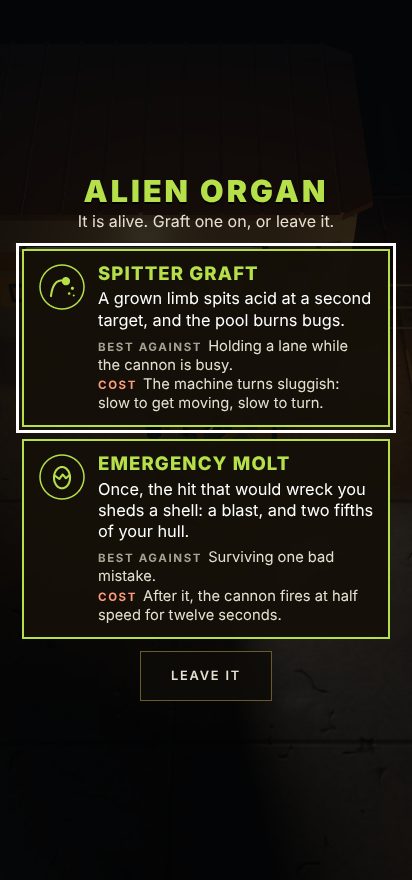 ALIEN ORGAN
It is alive. Graft one on, or leave it.
SPITTER GRAFT
A grown limb spits acid at a second
target, and the pool burns bugs.
BEST AGAINST Holding a lane while
the cannon is busy.
COST The machine turns sluggish:
slow to get moving, slow to turn.
EMERGENCY MOLT
Once, the hit that would wreck you
sheds a shell: a blast, and two fifths
of your hull.
BEST AGAINST Surviving one bad
mistake.
COST After it, the cannon fires at half
speed for twelve seconds.
LEAVE IT